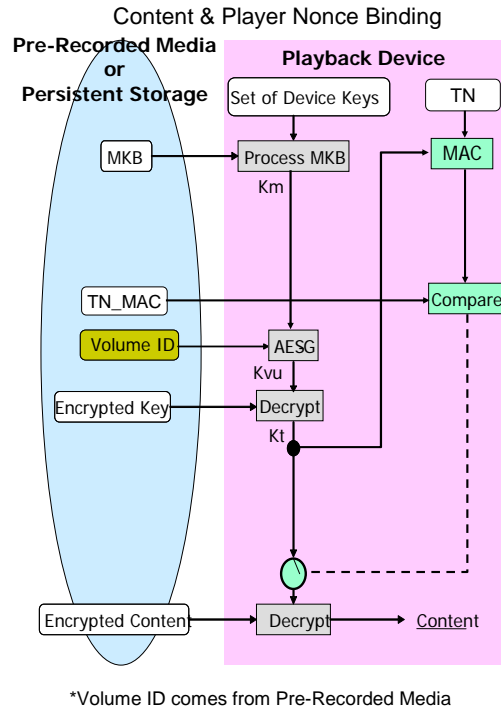 Content & Player Nonce Binding
Pre-Recorded Media
or
Persistent Storage
Playback Device
Set of Device Keys
TN
MKB
Process MKB
MAC
Km
TN_MAC
Compare
Volume ID
AESG
Kvu
Encrypted Key
Decrypt
Kt
Encrypted Content
Decrypt
Content
*Volume ID comes from Pre-Recorded Media